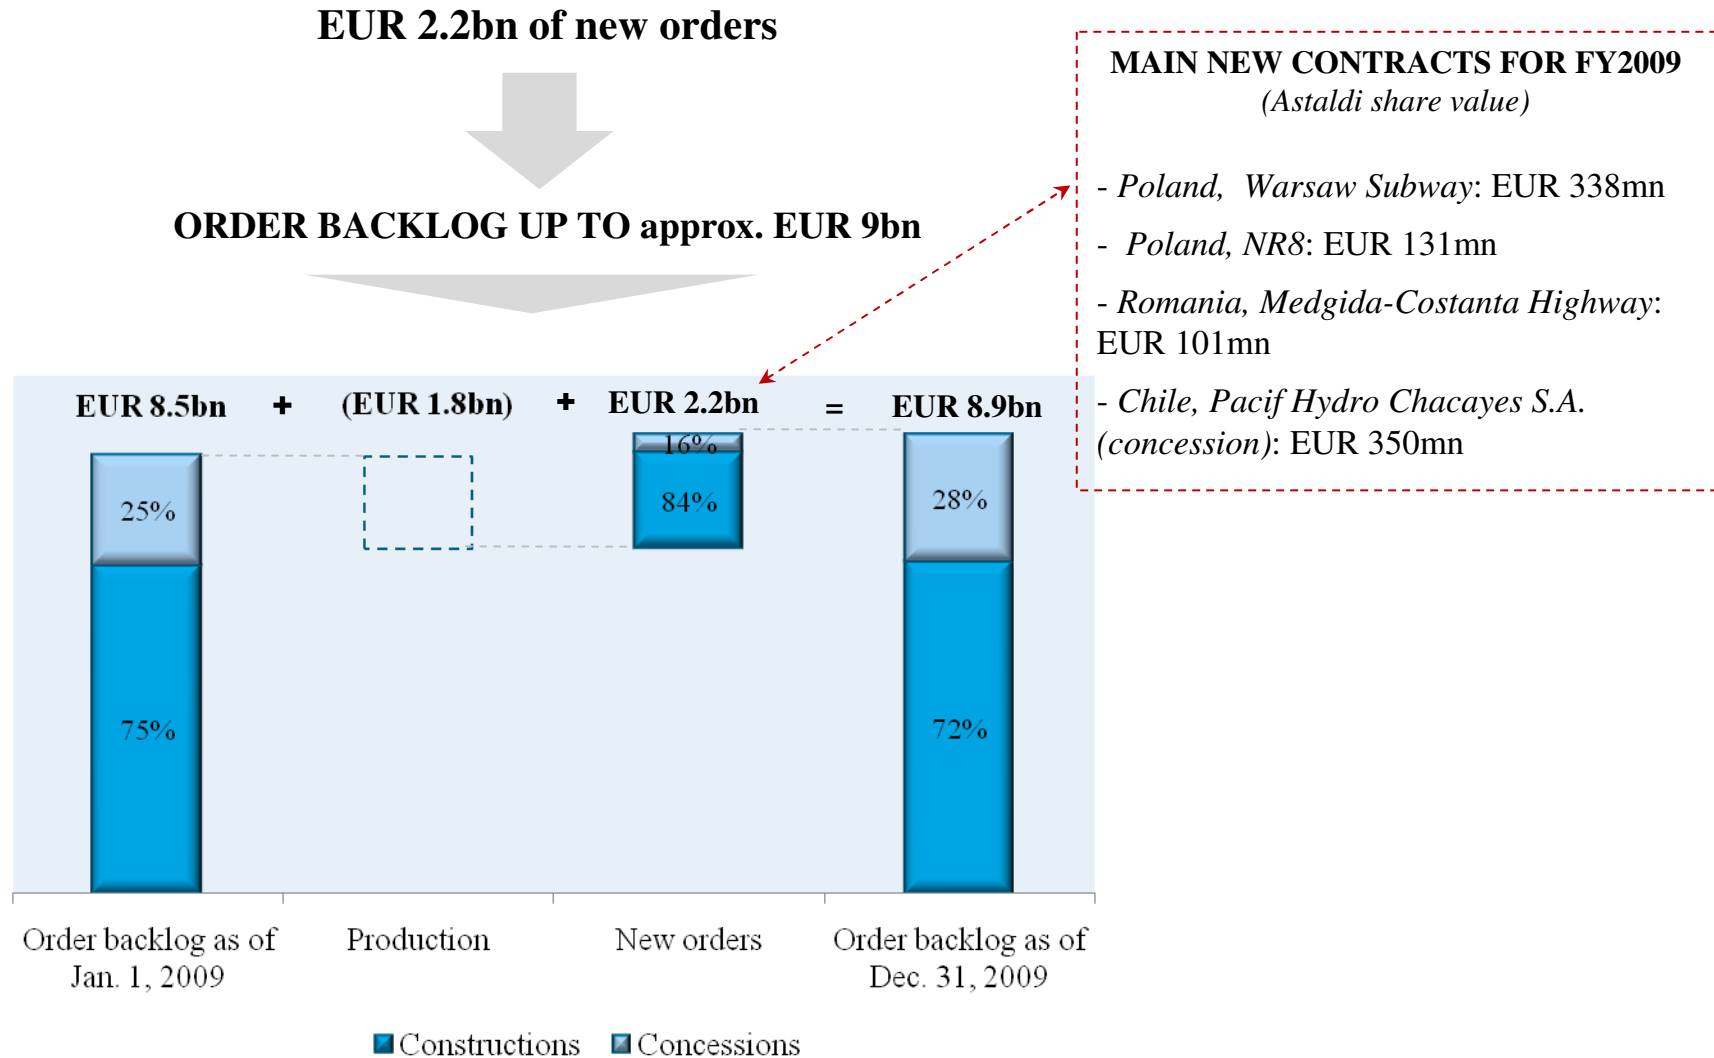 EUR 2.2bn of new orders
ORDER BACKLOG UP TO approx. EUR 9bn
MAIN NEW CONTRACTS FOR FY2009
(Astaldi share value)
- Poland, Warsaw Subway: EUR 338mn
- Poland, NR8: EUR 131mn
- Romania, Medgida-Costanta Highway:
EUR 101mn
- Chile, Pacif Hydro Chacayes S.A.
(concession): EUR 350mn
EUR 8.5bn + (EUR 1.8bn) + EUR 2.2bn = EUR 8.9bn
16%
25%
84%
28%
75%
72%
Order backlog as of
Jan. 1, 2009
Production
New orders
Order backlog as of
Dec. 31, 2009
Constructions
Concessions